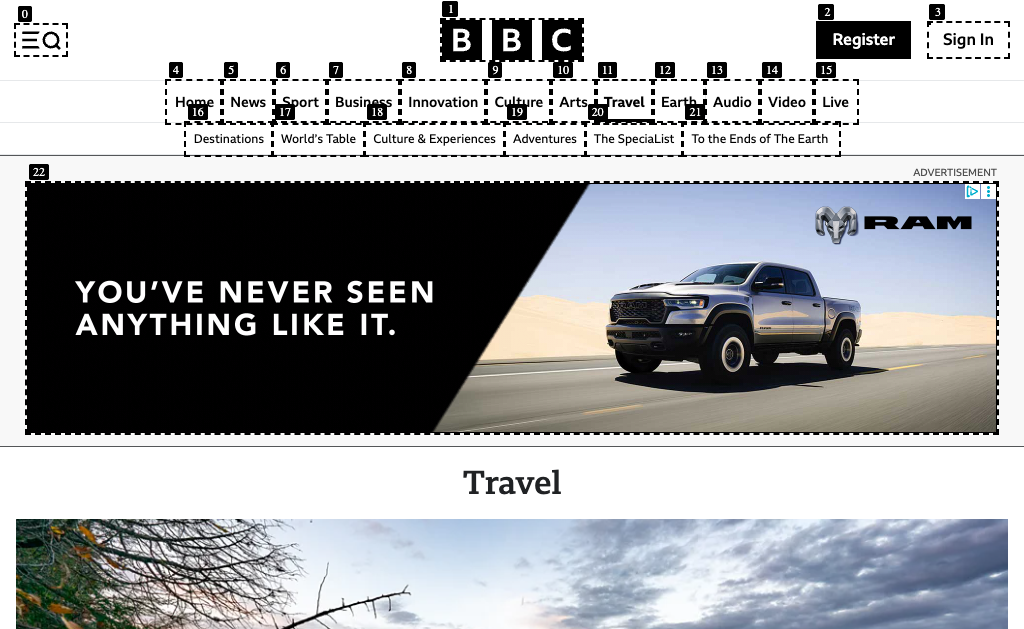 0
1
2
3
BBC
Register
Sign In
4
5
6
7
8
9
10
11
12
13
14
15
Home
News
Sport
Business
Innovation
Culture
Arts
Travel
Earth
Audio
Video
Live
16
17
18
19
20
21
Destinations
World's Table
Culture & Experiences
Adventures
The SpeciaList
To the Ends of The Earth
22
ADVERTISEMENT
RAM
YOU'VE NEVER SEEN
ANYTHING LIKE IT.
Travel